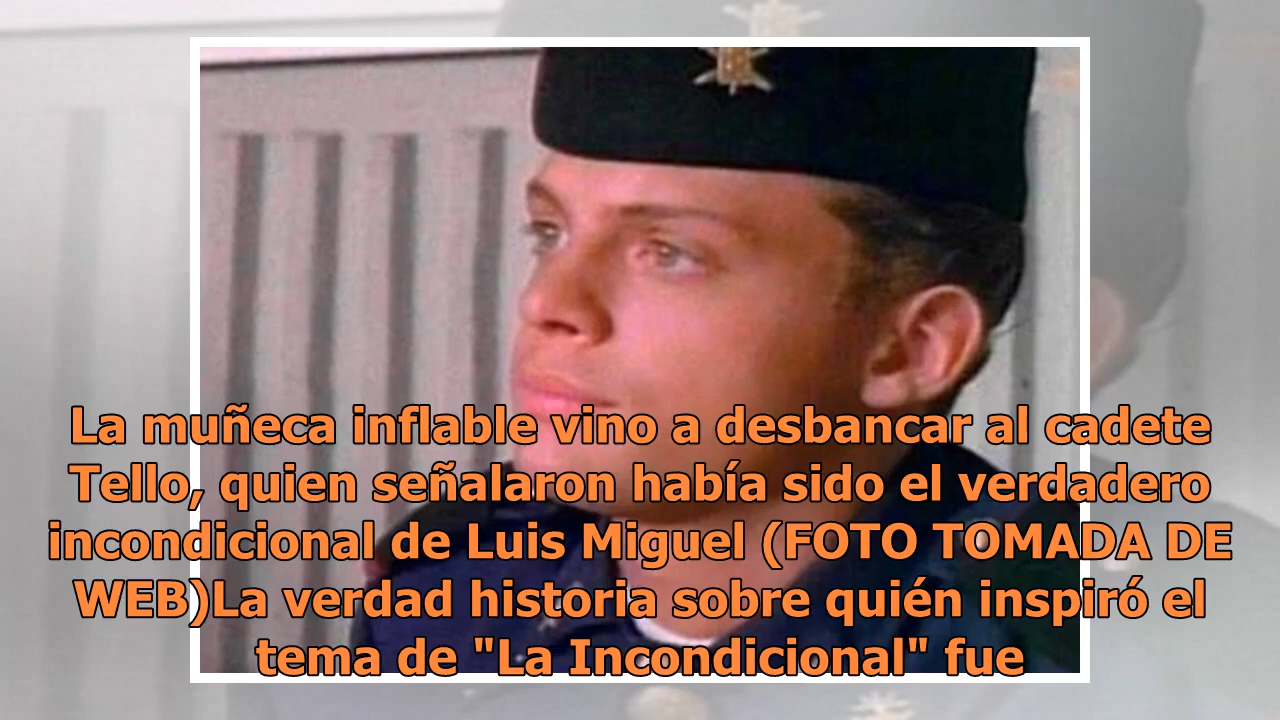 La muñeca inflable vino a desbancar al cadete
Tello, quien señalaron había sido el verdadero
incondicional de Luis Miguel (FOTO TOMADA DE
WEB)La verdad historia sobre quién inspiró el
tema de "La Incondicional" fue